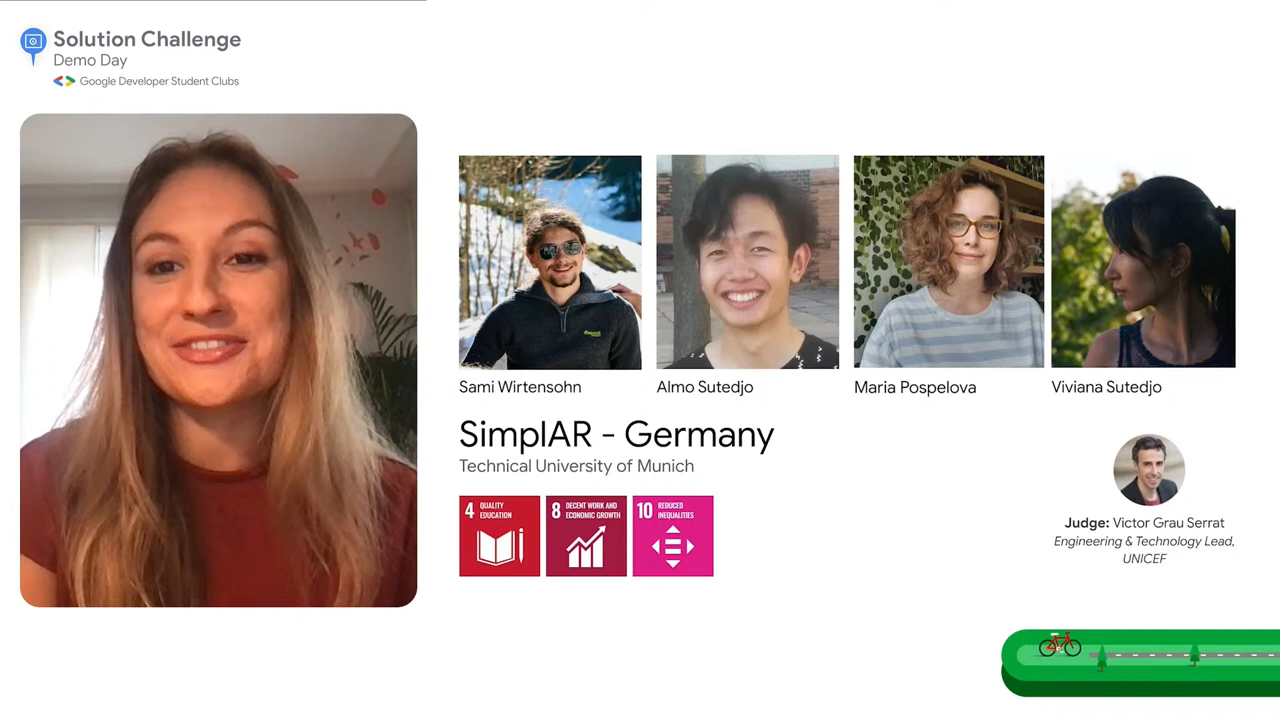 Solution Challenge
Demo Day
Google Developer Student Clubs
Sami Wirtensohn
Almo Sutedjo
Maria Pospelova
Viviana Sutedjo
SimplAR - Germany
Technical University of Munich
4 QUALITY
EDUCATION
8 DECENT WORK AND
ECONOMIC GROWTH
10 REDUCED
INEQUALITIES
Judge: Victor Grau Serrat
Engineering & Technology Lead,
UNICEF